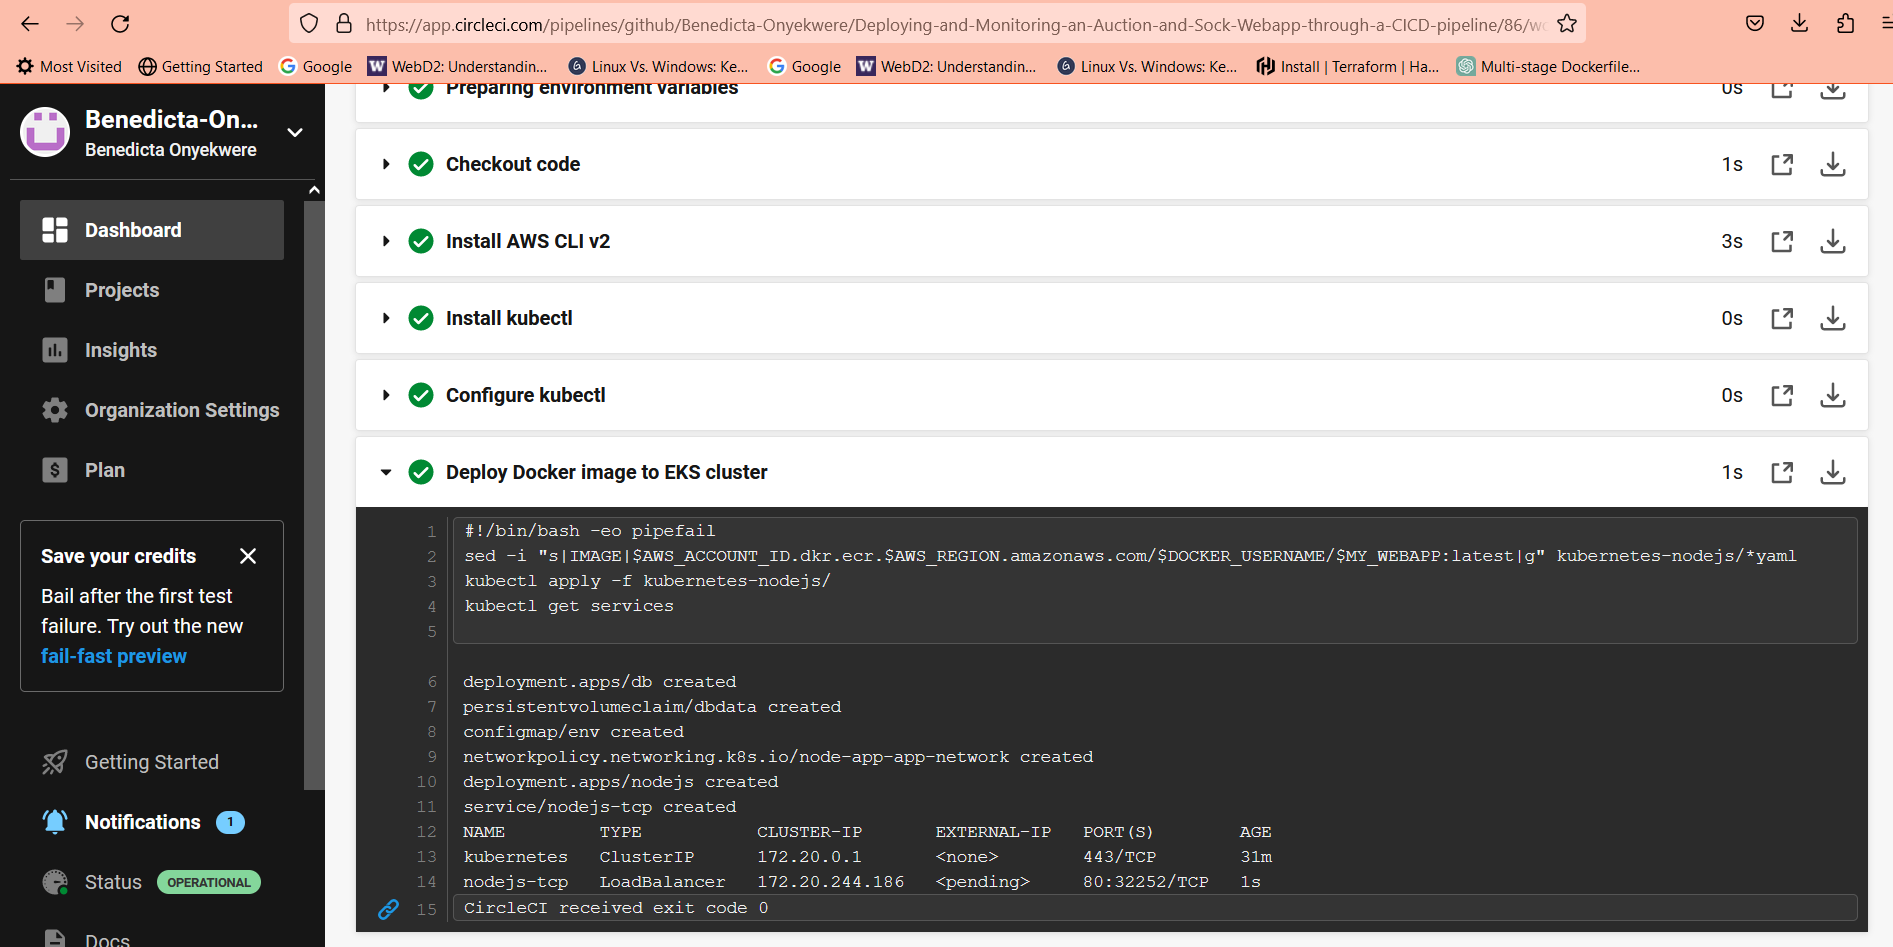 https://app.circleci.com/pipelines/github/Benedicta-Onyekwere/Deploying-and-Monitoring-an-Auction-and-Sock-Webapp-through-a-CICD-pipeline/86/
Most Visited Getting Started Google WebD2: Understandin... Linux Vs. Windows: Ke... Google WebD2: Understandin... Linux Vs. Windows: Ke... Install | Terraform | Ha... Multi-stage Dockerfile...
Benedicta-On...
Benedicta Onyekwere
Dashboard
Projects
Insights
Organization Settings
Plan
Save your credits
Bail after the first test
failure. Try out the new
fail-fast preview
Getting Started
Notifications 1
Status OPERATIONAL
Docs
Preparing environment variables 0s
Checkout code 1s
Install AWS CLI v2 3s
Install kubectl 0s
Configure kubectl 0s
Deploy Docker image to EKS cluster 1s
1 #!/bin/bash -eo pipefail
2 sed -i "s|IMAGE|$AWS_ACCOUNT_ID.dkr.ecr.$AWS_REGION.amazonaws.com/$DOCKER_USERNAME/$MY_WEBAPP:latest|g" kubernetes-nodejs/*yaml
3 kubectl apply -f kubernetes-nodejs/
4 kubectl get services
5
6 deployment.apps/db created
7 persistentvolumeclaim/dbdata created
8 configmap/env created
9 networkpolicy.networking.k8s.io/node-app-app-network created
10 deployment.apps/nodejs created
11 service/nodejs-tcp created
12 NAME TYPE CLUSTER-IP EXTERNAL-IP PORT(S) AGE
13 kubernetes ClusterIP 172.20.0.1 <none> 443/TCP 31m
14 nodejs-tcp LoadBalancer 172.20.244.186 <pending> 80:32252/TCP 1s
15 CircleCI received exit code 0